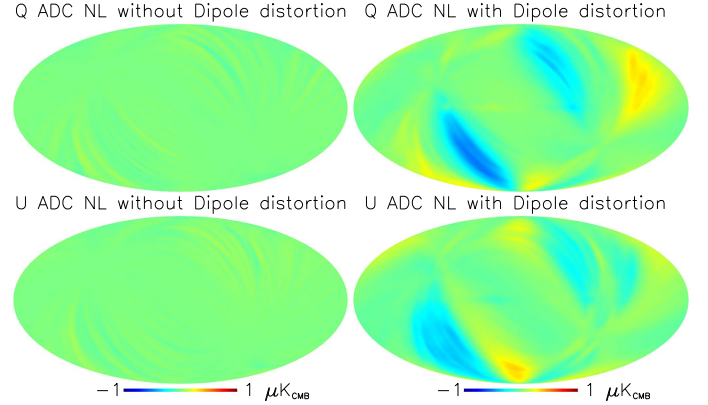 Q ADC NL without Dipole distortion
Q ADC NL with Dipole distortion
U ADC NL without Dipole distortion
U ADC NL with Dipole distortion
−1 1 μK_CMB
−1 1 μK_CMB